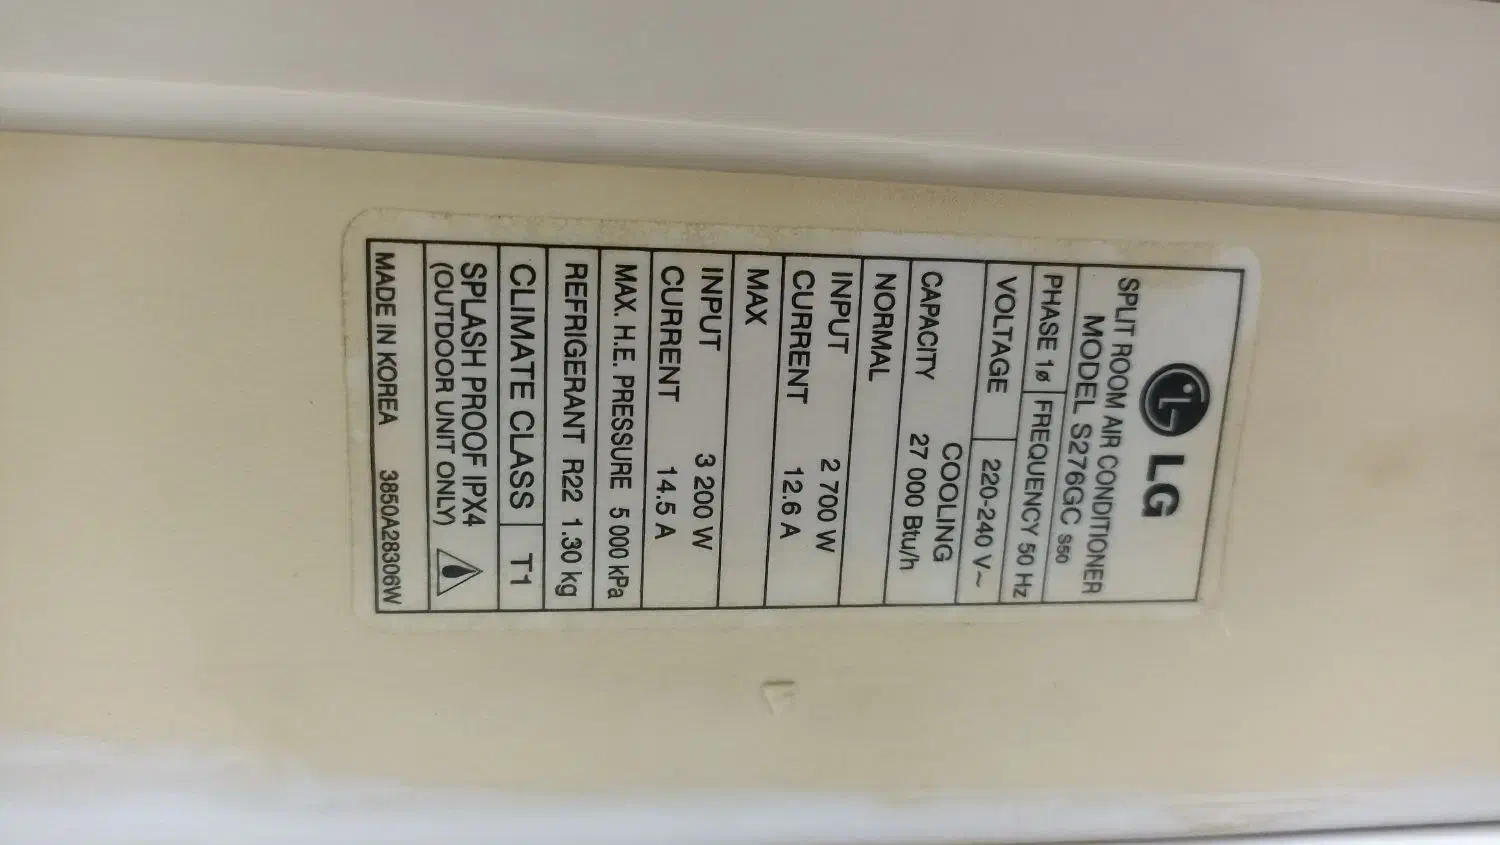 LG
SPLIT ROOM AIR CONDITIONER
MODEL S276GC S50
PHASE 1ø FREQUENCY 50 Hz
VOLTAGE 220-240 V~
COOLING
CAPACITY 27 000 Btu/h
NORMAL
INPUT 2 700 W
CURRENT 12.6 A
MAX
INPUT 3 200 W
CURRENT 14.5 A
MAX. H.E. PRESSURE 5 000 kPa
REFRIGERANT R22 1.30 kg
CLIMATE CLASS T1
SPLASH PROOF IPX4
(OUTDOOR UNIT ONLY)
MADE IN KOREA 3850A28306W